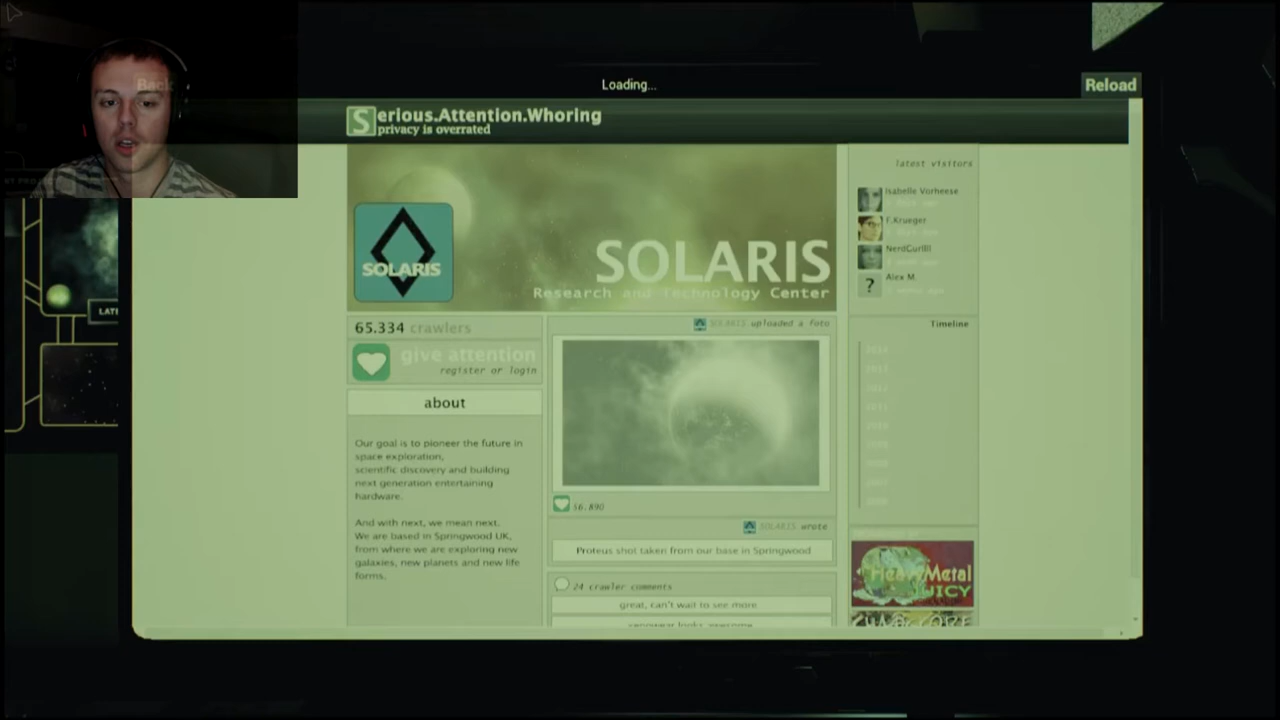 Back
Loading...
Reload
Serious.Attention.Whoring
privacy is overrated
latest visitors
Isabelle Vorheese
F.Krueger
NerdGurl!!!
Alex M.
?
SOLARIS
SOLARIS
Research and Technology Center
65.334 crawlers
give attention
register or login
about
Our goal is to pioneer the future in
space exploration,
scientific discovery and building
next generation entertaining
hardware.
And with next, we mean next.
We are based in Springwood UK,
from where we are exploring new
galaxies, new planets and new life
forms.
SOLARIS uploaded a foto
56.890
SOLARIS wrote
Proteus shot taken from our base in Springwood
24 crawler comments
great, can't wait to see more
Timeline
HeavyMetal
JUICY